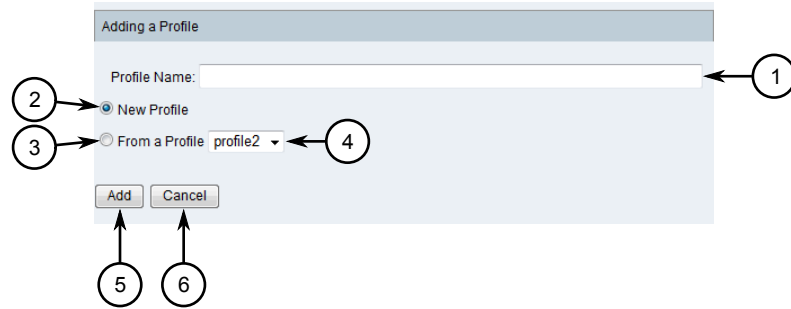 Adding a Profile
Profile Name:
1
2
New Profile
3
From a Profile profile2
4
Add Cancel
5 6